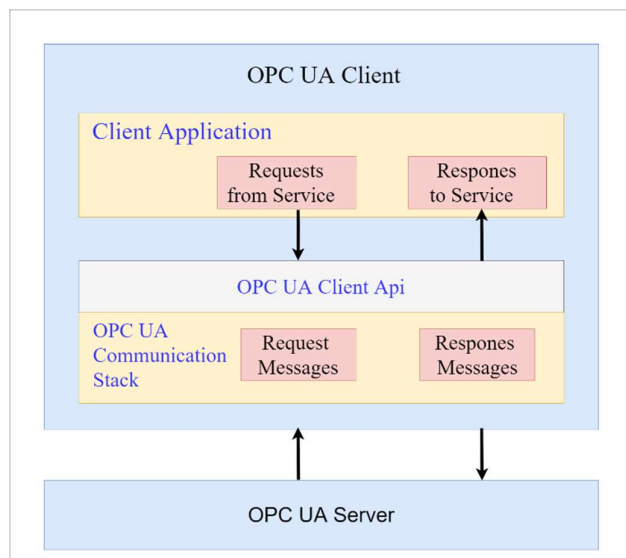 OPC UA Client
Client Application
Requests
from Service
Respones
to Service
OPC UA Client Api
OPC UA
Communication
Stack
Request
Messages
Respones
Messages
OPC UA Server